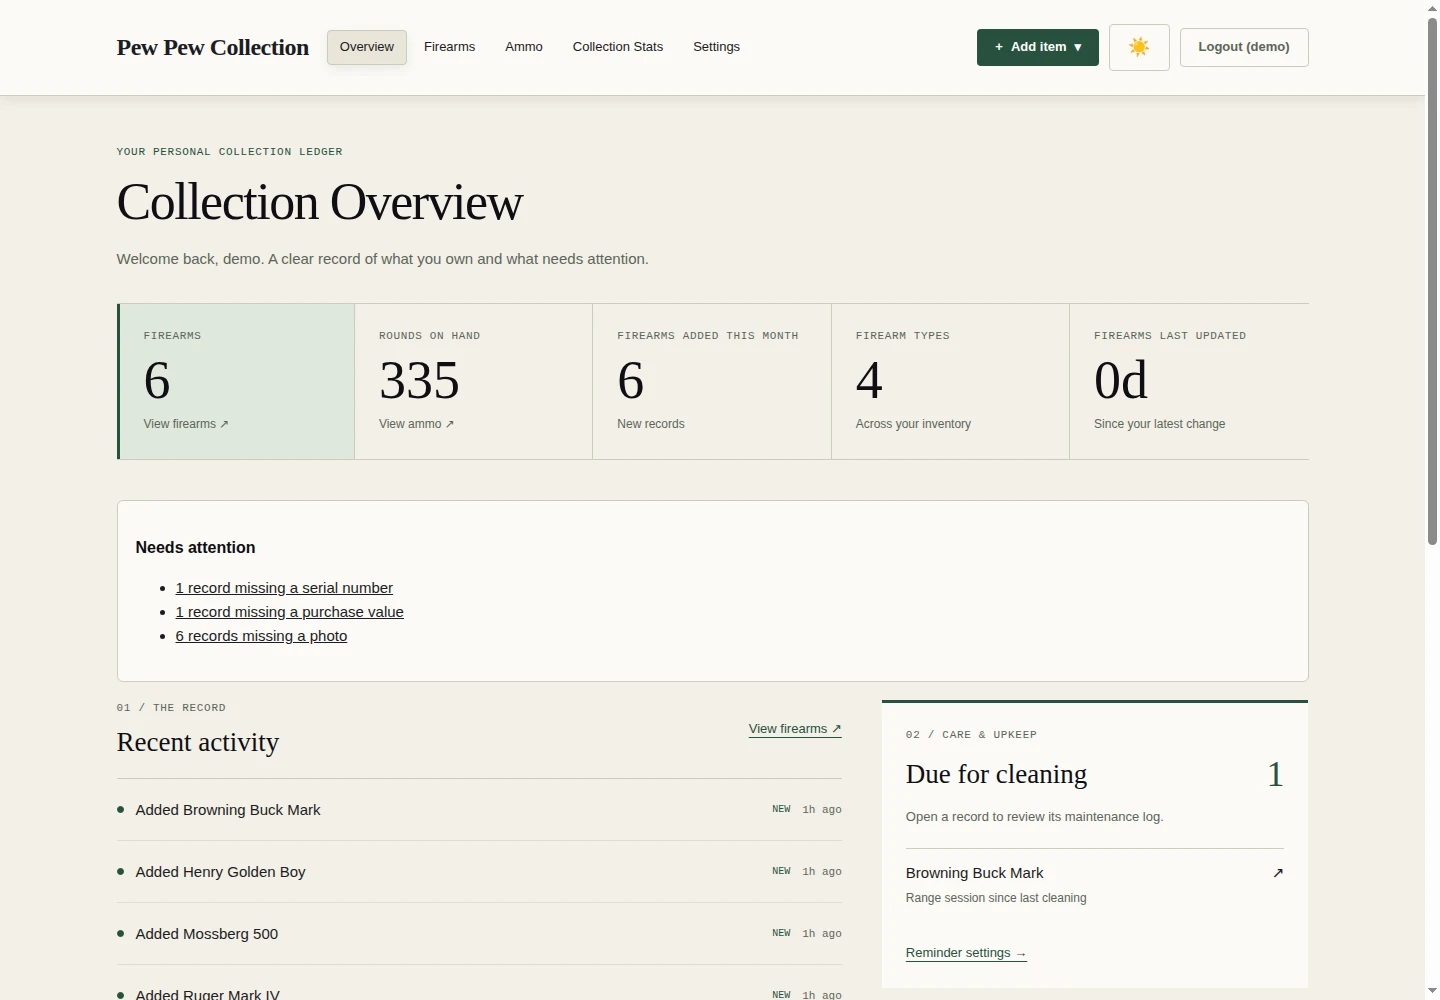 Pew Pew Collection
Overview
Firearms
Ammo
Collection Stats
Settings
+ Add item ▼
☀️
Logout (demo)
YOUR PERSONAL COLLECTION LEDGER
Collection Overview
Welcome back, demo. A clear record of what you own and what needs attention.
FIREARMS
6
View firearms ↗
ROUNDS ON HAND
335
View ammo ↗
FIREARMS ADDED THIS MONTH
6
New records
FIREARM TYPES
4
Across your inventory
FIREARMS LAST UPDATED
0d
Since your latest change
Needs attention
1 record missing a serial number
1 record missing a purchase value
6 records missing a photo
01 / THE RECORD
Recent activity
View firearms ↗
Added Browning Buck Mark NEW 1h ago
Added Henry Golden Boy NEW 1h ago
Added Mossberg 500 NEW 1h ago
Added Ruger Mark IV NEW 1h ago
02 / CARE & UPKEEP
Due for cleaning 1
Open a record to review its maintenance log.
Browning Buck Mark ↗
Range session since last cleaning
Reminder settings →